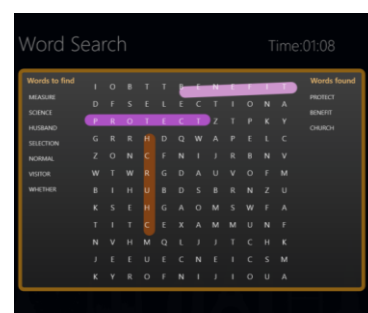 Word Search
Time:01:08
Words to find
MEASURE
SCIENCE
HUSBAND
SELECTION
NORMAL
VISITOR
WHETHER
I O B T T B E N E F I T
D F S E L E C T I O N A
P R O T E C T Z T P K Y
G R R H D Q W A P E L C
Z O N C F N I J R B N V
W T W R G D A U V O F M
B I H U B D S B R N Z U
K S E H G A O M S W F A
T I T C E X A M M U N F
N V H M Q L J J T C H K
J E E U E C N E I C S M
K Y R O F N I J I O U A
Words found
PROTECT
BENEFIT
CHURCH